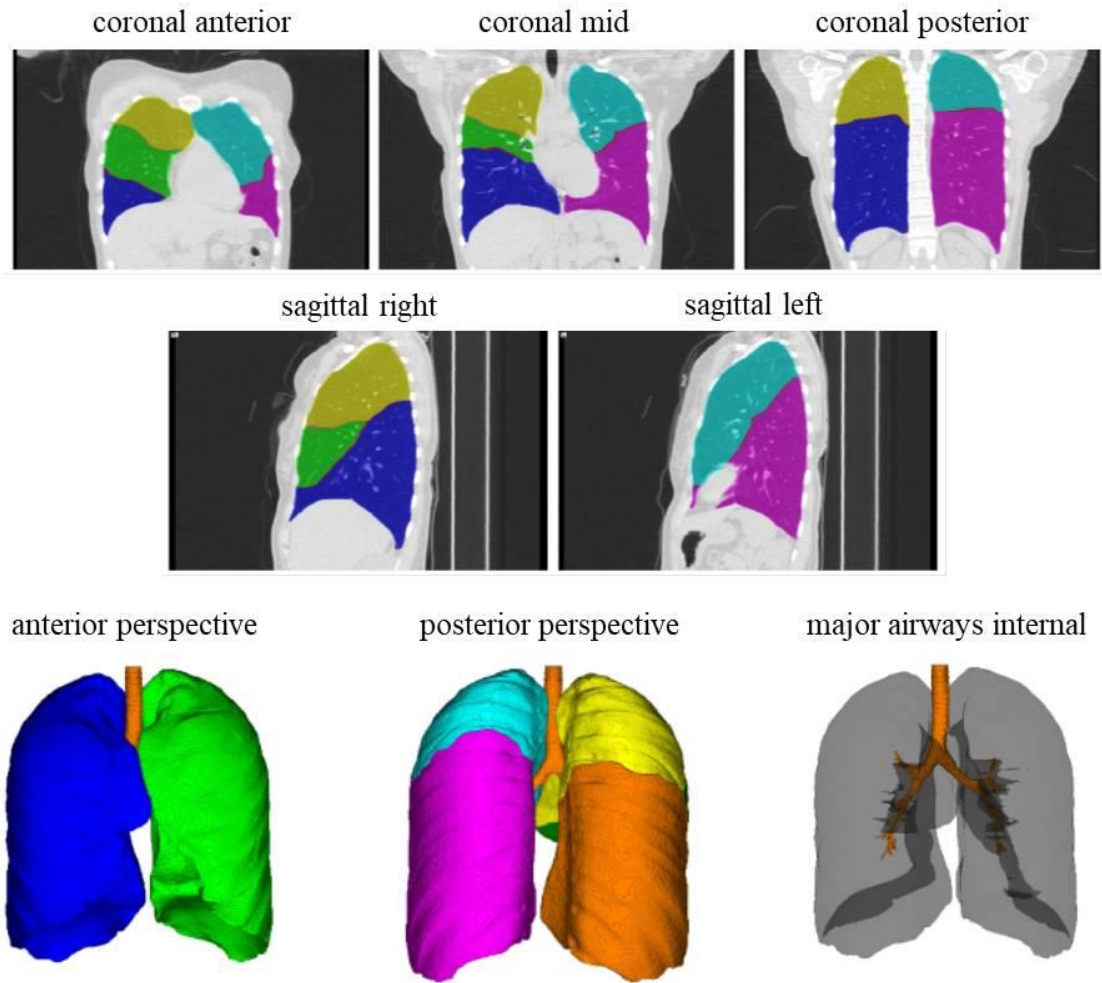 coronal anterior
coronal mid
coronal posterior
sagittal right
sagittal left
anterior perspective
posterior perspective
major airways internal